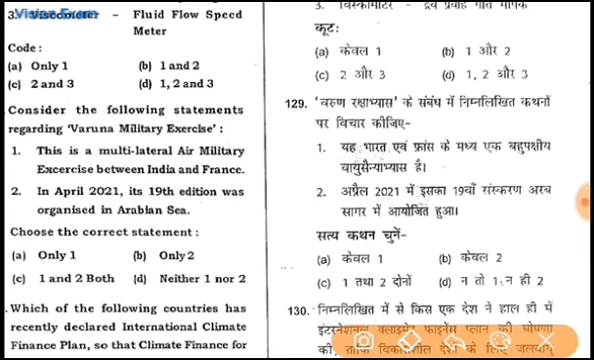 3. Viscometer – Fluid Flow Speed
Meter
Code :
(a) Only 1 (b) 1 and 2
(c) 2 and 3 (d) 1, 2 and 3
Consider the following statements
regarding 'Varuna Military Exercise' :
1. This is a multi-lateral Air Military
Excercise between India and France.
2. In April 2021, its 19th edition was
organised in Arabian Sea.
Choose the correct statement :
(a) Only 1 (b) Only 2
(c) 1 and 2 Both (d) Neither 1 nor 2
Which of the following countries has
recently declared International Climate
Finance Plan, so that Climate Finance for
3. विस्कोमीटर – द्रव प्रवाह गति मापक
कूटः
(a) केवल 1 (b) 1 और 2
(c) 2 और 3 (d) 1, 2 और 3
129. 'वरुण रक्षाभ्यास' के संबंध में निम्नलिखित कथनों
पर विचार कीजिए-
1. यह भारत एवं फ्रांस के मध्य एक बहुपक्षीय
वायुसैन्याभ्यास है।
2. अप्रैल 2021 में इसका 19वाँ संस्करण अरब
सागर में आयोजित हुआ।
सत्य कथन चुनें-
(a) केवल 1 (b) केवल 2
(c) 1 तथा 2 दोनों (d) न तो 1 न ही 2
130. निम्नलिखित में से किस एक देश ने हाल ही में
इंटरनेशनल क्लाइमेट फाइनेंस प्लान की घोषणा
की, ताकि विकासशील देशों के लिए जलवायु